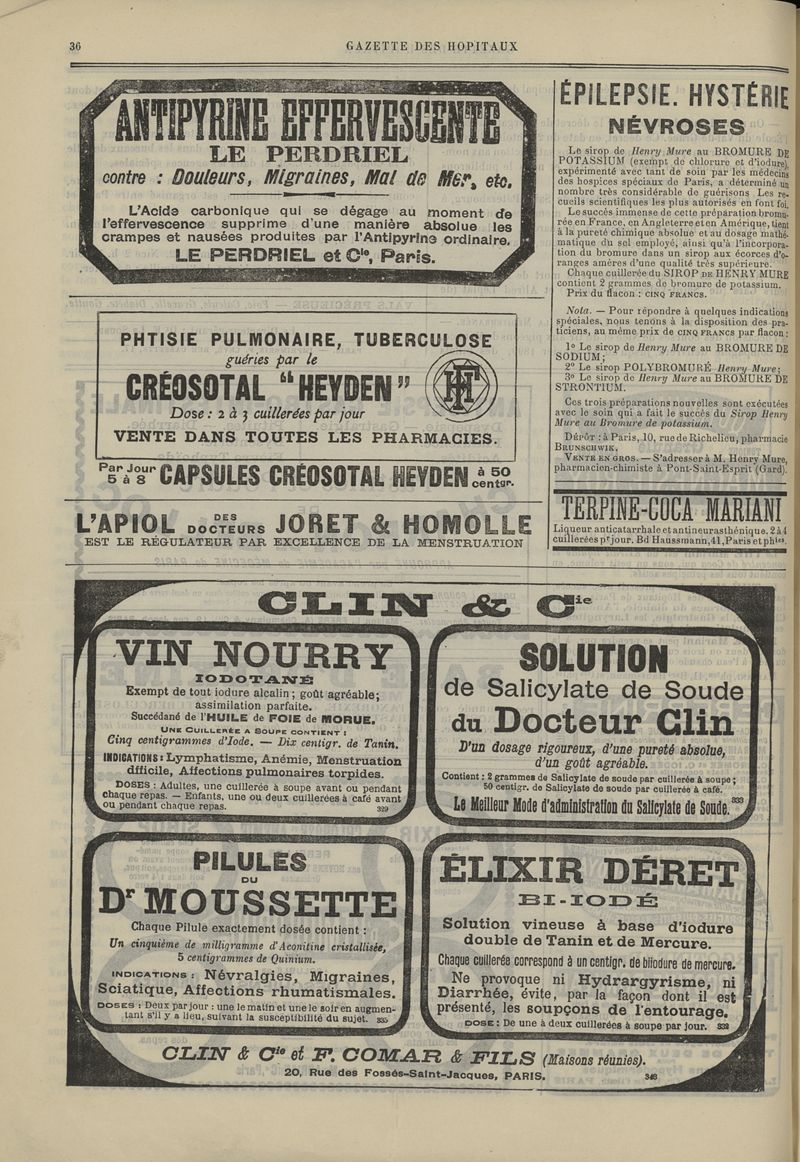 36
GAZETTE DES HOPITAUX
ANTIPYRINE EFFERVESCENTE
LE PERDRIEL
contre : Douleurs, Migraines, Mal de Mer, etc.
L'Acide carbonique qui se dégage au moment de
l'effervescence supprime d'une manière absolue les
crampes et nausées produites par l'Antipyrine ordinaire.
LE PERDRIEL et Cie, Paris.
PHTISIE PULMONAIRE, TUBERCULOSE
guéries par le
CRÉOSOTAL "HEYDEN"
Dose : 2 à 3 cuillerées par jour
VENTE DANS TOUTES LES PHARMACIES.
Par Jour 5 à 8 CAPSULES CRÉOSOTAL HEYDEN à 50 centgr.
L'APIOL DES DOCTEURS JORET & HOMOLLE
EST LE RÉGULATEUR PAR EXCELLENCE DE LA MENSTRUATION
ÉPILEPSIE. HYSTÉRIE
NÉVROSES
Le sirop de Henry Mure au BROMURE DE
POTASSIUM (exempt de chlorure et d'iodure),
expérimenté avec tant de soin par les médecins
des hospices spéciaux de Paris, a déterminé un
nombre très considérable de guérisons. Les re-
cueils scientifiques les plus autorisés en font foi.
Le succès immense de cette préparation bromu-
rée en France, en Angleterre et en Amérique, tient
à la pureté chimique absolue et au dosage mathé-
matique du sel employé, ainsi qu'à l'incorpora-
tion du bromure dans un sirop aux écorces d'o-
ranges amères d'une qualité très supérieure.
Chaque cuillerée du SIROP DE HENRY MURE
contient 2 grammes de bromure de potassium.
Prix du flacon : CINQ FRANCS.
Nota. — Pour répondre à quelques indications
spéciales, nous tenons à la disposition des pra-
ticiens, au même prix de CINQ FRANCS par flacon :
1° Le sirop de Henry Mure au BROMURE DE
SODIUM;
2° Le sirop POLYBROMURÉ Henry Mure;
3° Le sirop de Henry Mure au BROMURE DE
STRONTIUM.
Ces trois préparations nouvelles sont exécutées
avec le soin qui a fait le succès du Sirop Henry
Mure au Bromure de potassium.
DÉPÔT : à Paris, 10, rue de Richelieu, pharmacie
BRUNSCHWIK.
VENTE EN GROS. — S'adresser à M. Henry Mure,
pharmacien-chimiste à Pont-Saint-Esprit (Gard).
TERPINE-COCA MARIANI
Liqueur anticatarrhale et antineurasthénique. 2 à 4
cuillerées pr jour. Bd Haussmann, 41, Paris et phies.
CLIN & Cie
VIN NOURRY
IODOTANÉ
Exempt de tout iodure alcalin; goût agréable;
assimilation parfaite.
Succédané de l'HUILE de FOIE de MORUE.
UNE CUILLERÉE A SOUPE CONTIENT :
Cinq centigrammes d'Iode. — Dix centigr. de Tanin.
INDICATIONS : Lymphatisme, Anémie, Menstruation
difficile, Affections pulmonaires torpides.
DOSES : Adultes, une cuillerée à soupe avant ou pendant
chaque repas. — Enfants, une ou deux cuillerées à café avant
ou pendant chaque repas. 329
SOLUTION
de Salicylate de Soude
du Docteur Clin
D'un dosage rigoureux, d'une pureté absolue,
d'un goût agréable.
Contient : 2 grammes de Salicylate de soude par cuillerée à soupe;
50 centigr. de Salicylate de soude par cuillerée à café.
Le Meilleur Mode d'administration du Salicylate de Soude. 333
PILULES
DU
Dr MOUSSETTE
Chaque Pilule exactement dosée contient :
Un cinquième de milligramme d'Aconitine cristallisée,
5 centigrammes de Quinium.
INDICATIONS : Névralgies, Migraines,
Sciatique, Affections rhumatismales.
DOSES : Deux par jour : une le matin et une le soir en augmen-
tant s'il y a lieu, suivant la susceptibilité du sujet. 335
ÉLIXIR DÉRET
BI-IODÉ
Solution vineuse à base d'iodure
double de Tanin et de Mercure.
Chaque cuillerée correspond à un centigr. de biiodure de mercure.
Ne provoque ni Hydrargyrisme, ni
Diarrhée, évite, par la façon dont il est
présenté, les soupçons de l'entourage.
DOSE : De une à deux cuillerées à soupe par jour. 332
CLIN & Cie et F. COMAR & FILS (Maisons réunies).
20, Rue des Fossés-Saint-Jacques, PARIS. 346